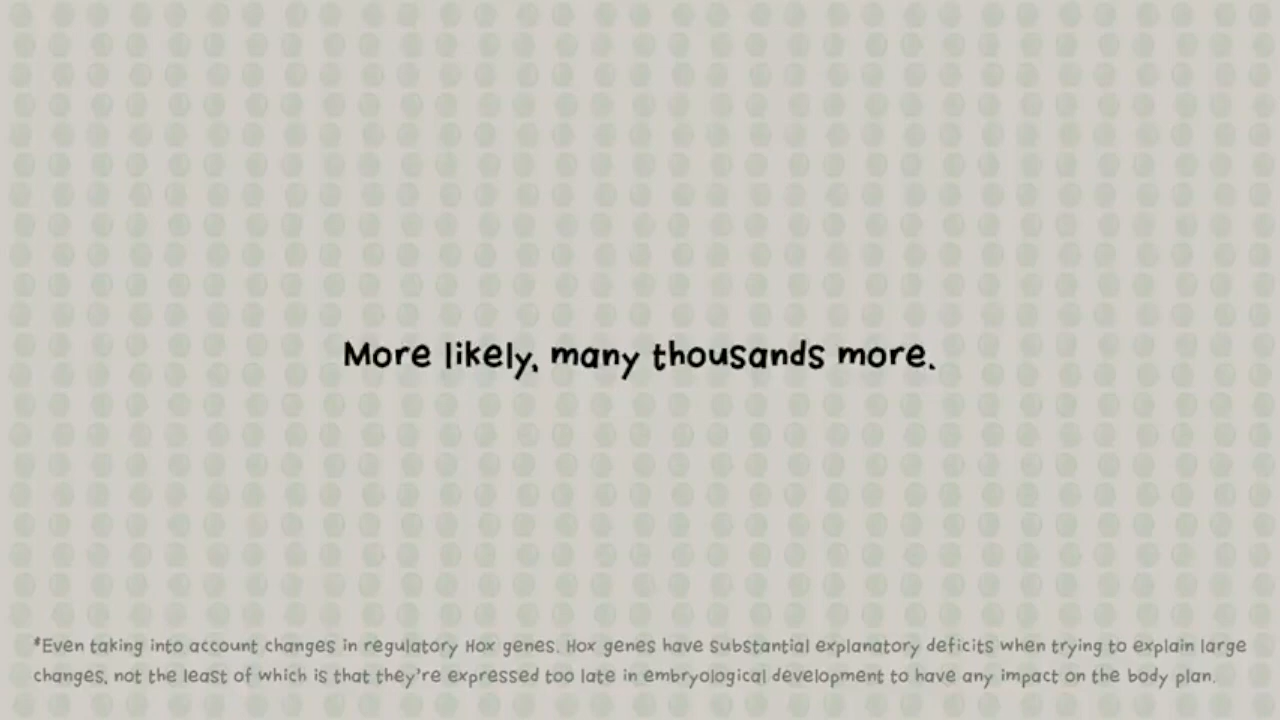 More likely, many thousands more.
*Even taking into account changes in regulatory Hox genes. Hox genes have substantial explanatory deficits when trying to explain large
changes, not the least of which is that they're expressed too late in embryological development to have any impact on the body plan.